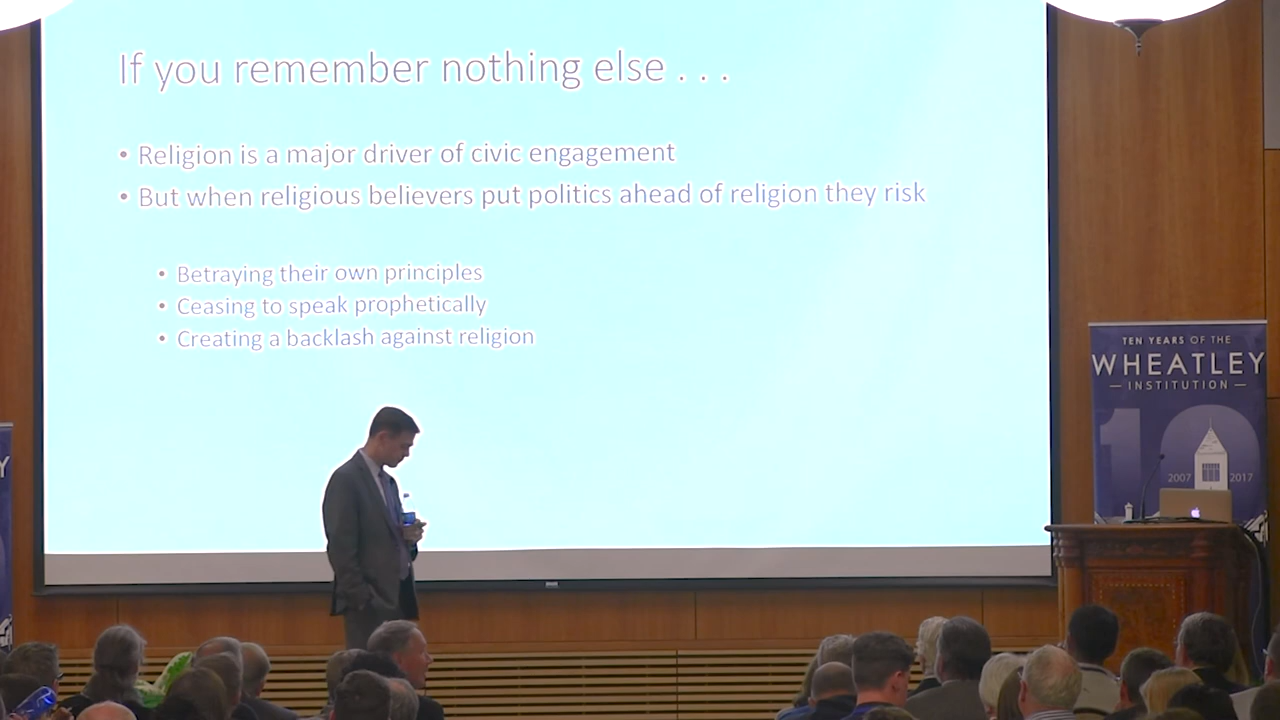 If you remember nothing else . . .
• Religion is a major driver of civic engagement
• But when religious believers put politics ahead of religion they risk
• Betraying their own principles
• Ceasing to speak prophetically
• Creating a backlash against religion
TEN YEARS OF THE
WHEATLEY
— INSTITUTION —
10
2007 2017
Y